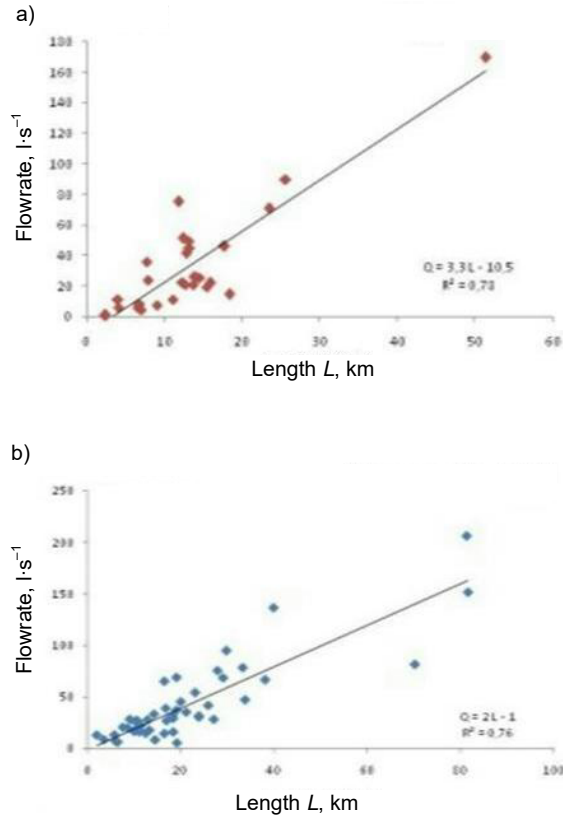 a)
Flowrate, l·s⁻¹
180
160
140
120
100
80
60
40
20
0
Q = 3,3L - 10,5
R² = 0,73
0 10 20 30 40 50 60
Length L, km
b)
Flowrate, l·s⁻¹
250
200
150
100
50
0
Q = 2L - 1
R² = 0,76
0 20 40 60 80 100
Length L, km